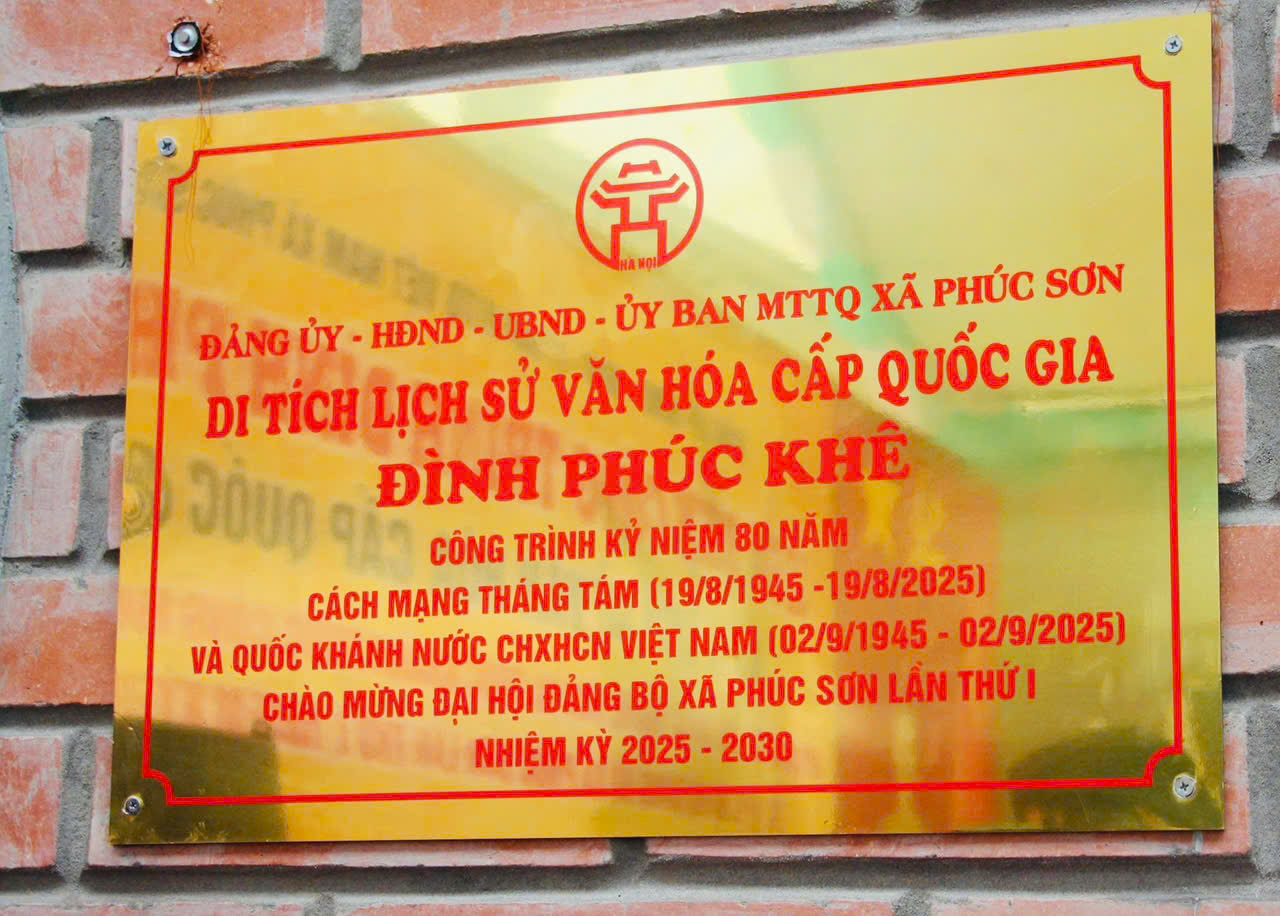 HÀ NỘI
ĐẢNG ỦY - HĐND - UBND - ỦY BAN MTTQ XÃ PHÚC SƠN
DI TÍCH LỊCH SỬ VĂN HÓA CẤP QUỐC GIA
ĐÌNH PHÚC KHÊ
CÔNG TRÌNH KỶ NIỆM 80 NĂM
CÁCH MẠNG THÁNG TÁM (19/8/1945 -19/8/2025)
VÀ QUỐC KHÁNH NƯỚC CHXHCN VIỆT NAM (02/9/1945 - 02/9/2025)
CHÀO MỪNG ĐẠI HỘI ĐẢNG BỘ XÃ PHÚC SƠN LẦN THỨ I
NHIỆM KỲ 2025 - 2030